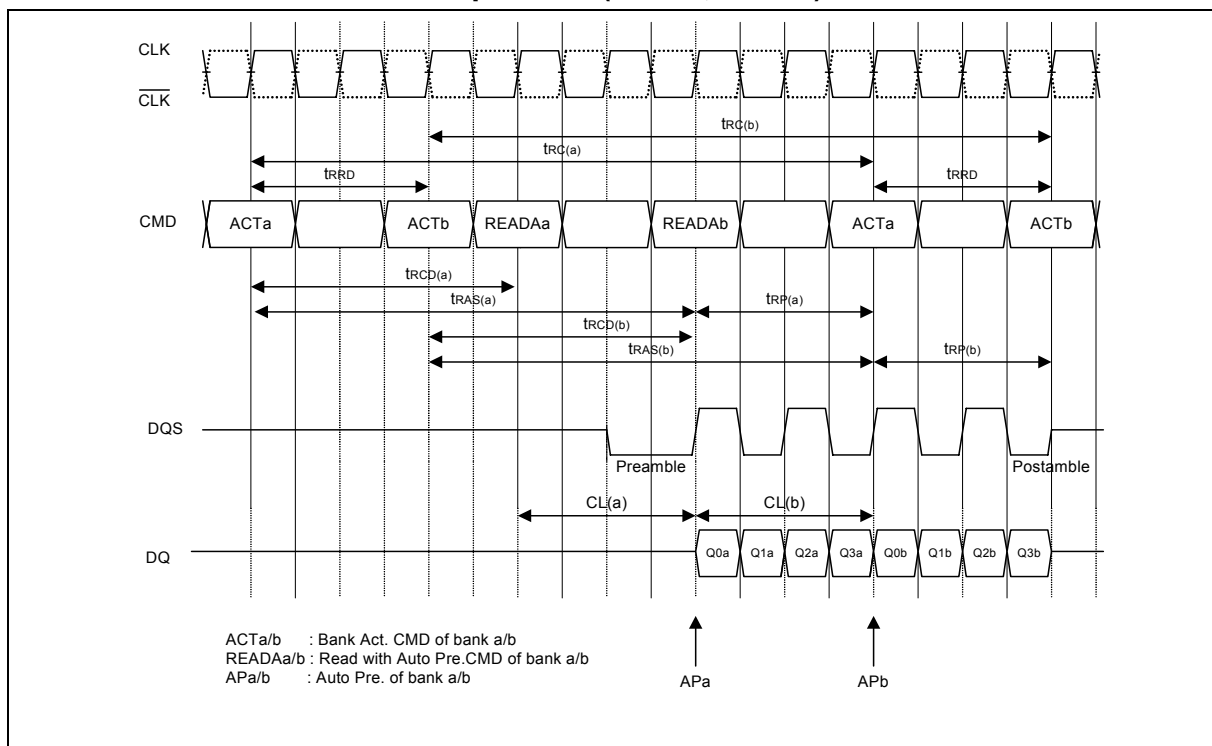 CLK
CLK
tRC(b)
tRC(a)
tRRD tRRD
CMD ACTa ACTb READAa READAb ACTa ACTb
tRCD(a)
tRAS(a) tRP(a)
tRCD(b)
tRAS(b) tRP(b)
DQS
Preamble Postamble
CL(a) CL(b)
DQ Q0a Q1a Q2a Q3a Q0b Q1b Q2b Q3b
ACTa/b : Bank Act. CMD of bank a/b
READAa/b : Read with Auto Pre.CMD of bank a/b
APa/b : Auto Pre. of bank a/b
APa APb